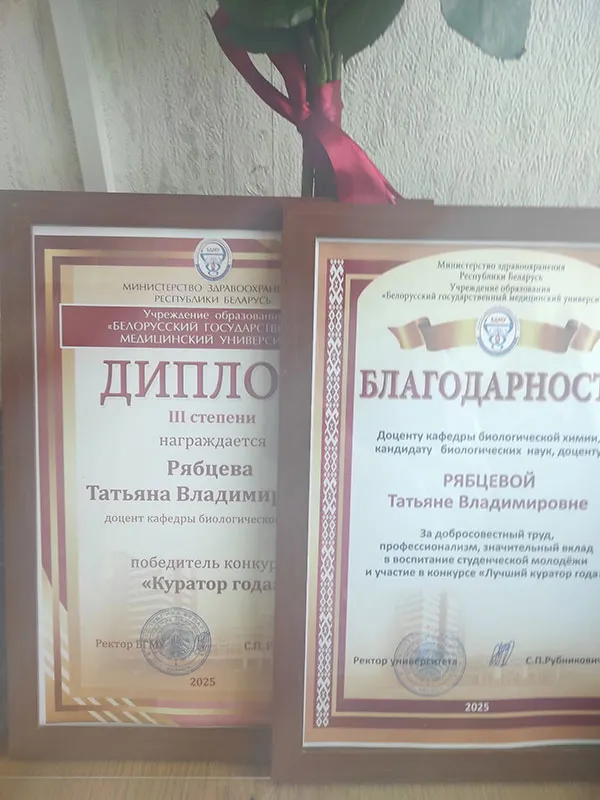 МИНИСТЕРСТВО ЗДРАВООХРАНЕ
РЕСПУБЛИКИ БЕЛАРУСЬ
Учреждение образования
«БЕЛОРУССКИЙ ГОСУДАРСТВЕН
МЕДИЦИНСКИЙ УНИВЕРСИ
ДИПЛО
III степени
награждается
Рябцева
Татьяна Владимир
доцент кафедры биологическо
победитель конкур
«Куратор года»
Ректор БГМУ
С.П.Р
2025
Министерство здравоохранения
Республики Беларусь
Учреждение образования
«Белорусский государственный медицинский универси
БГМУ
БЛАГОДАРНОСТ
Доценту кафедры биологической химии,
кандидату биологических наук, доценту
РЯБЦЕВОЙ
Татьяне Владимировне
За добросовестный труд,
профессионализм, значительный вклад
в воспитание студенческой молодёжи
и участие в конкурсе «Лучший куратор года»
Ректор университета
С.П.Рубникович
2025